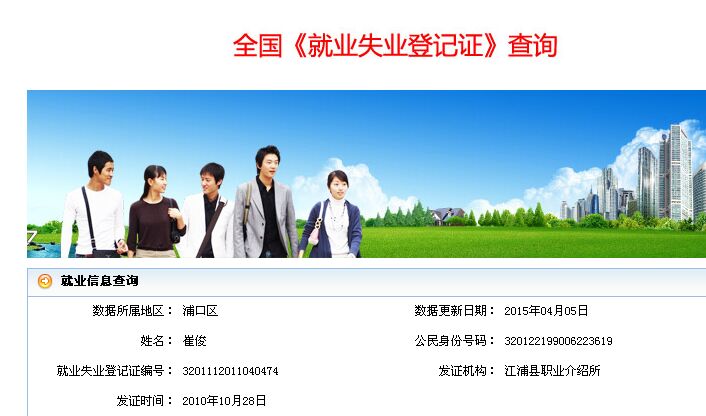 全国《就业失业登记证》查询
就业信息查询
数据所属地区： 浦口区 数据更新日期： 2015年04月05日
姓名： 崔俊 公民身份号码： 320122199006223619
就业失业登记证编号： 3201112011040474 发证机构： 江浦县职业介绍所
发证时间： 2010年10月28日